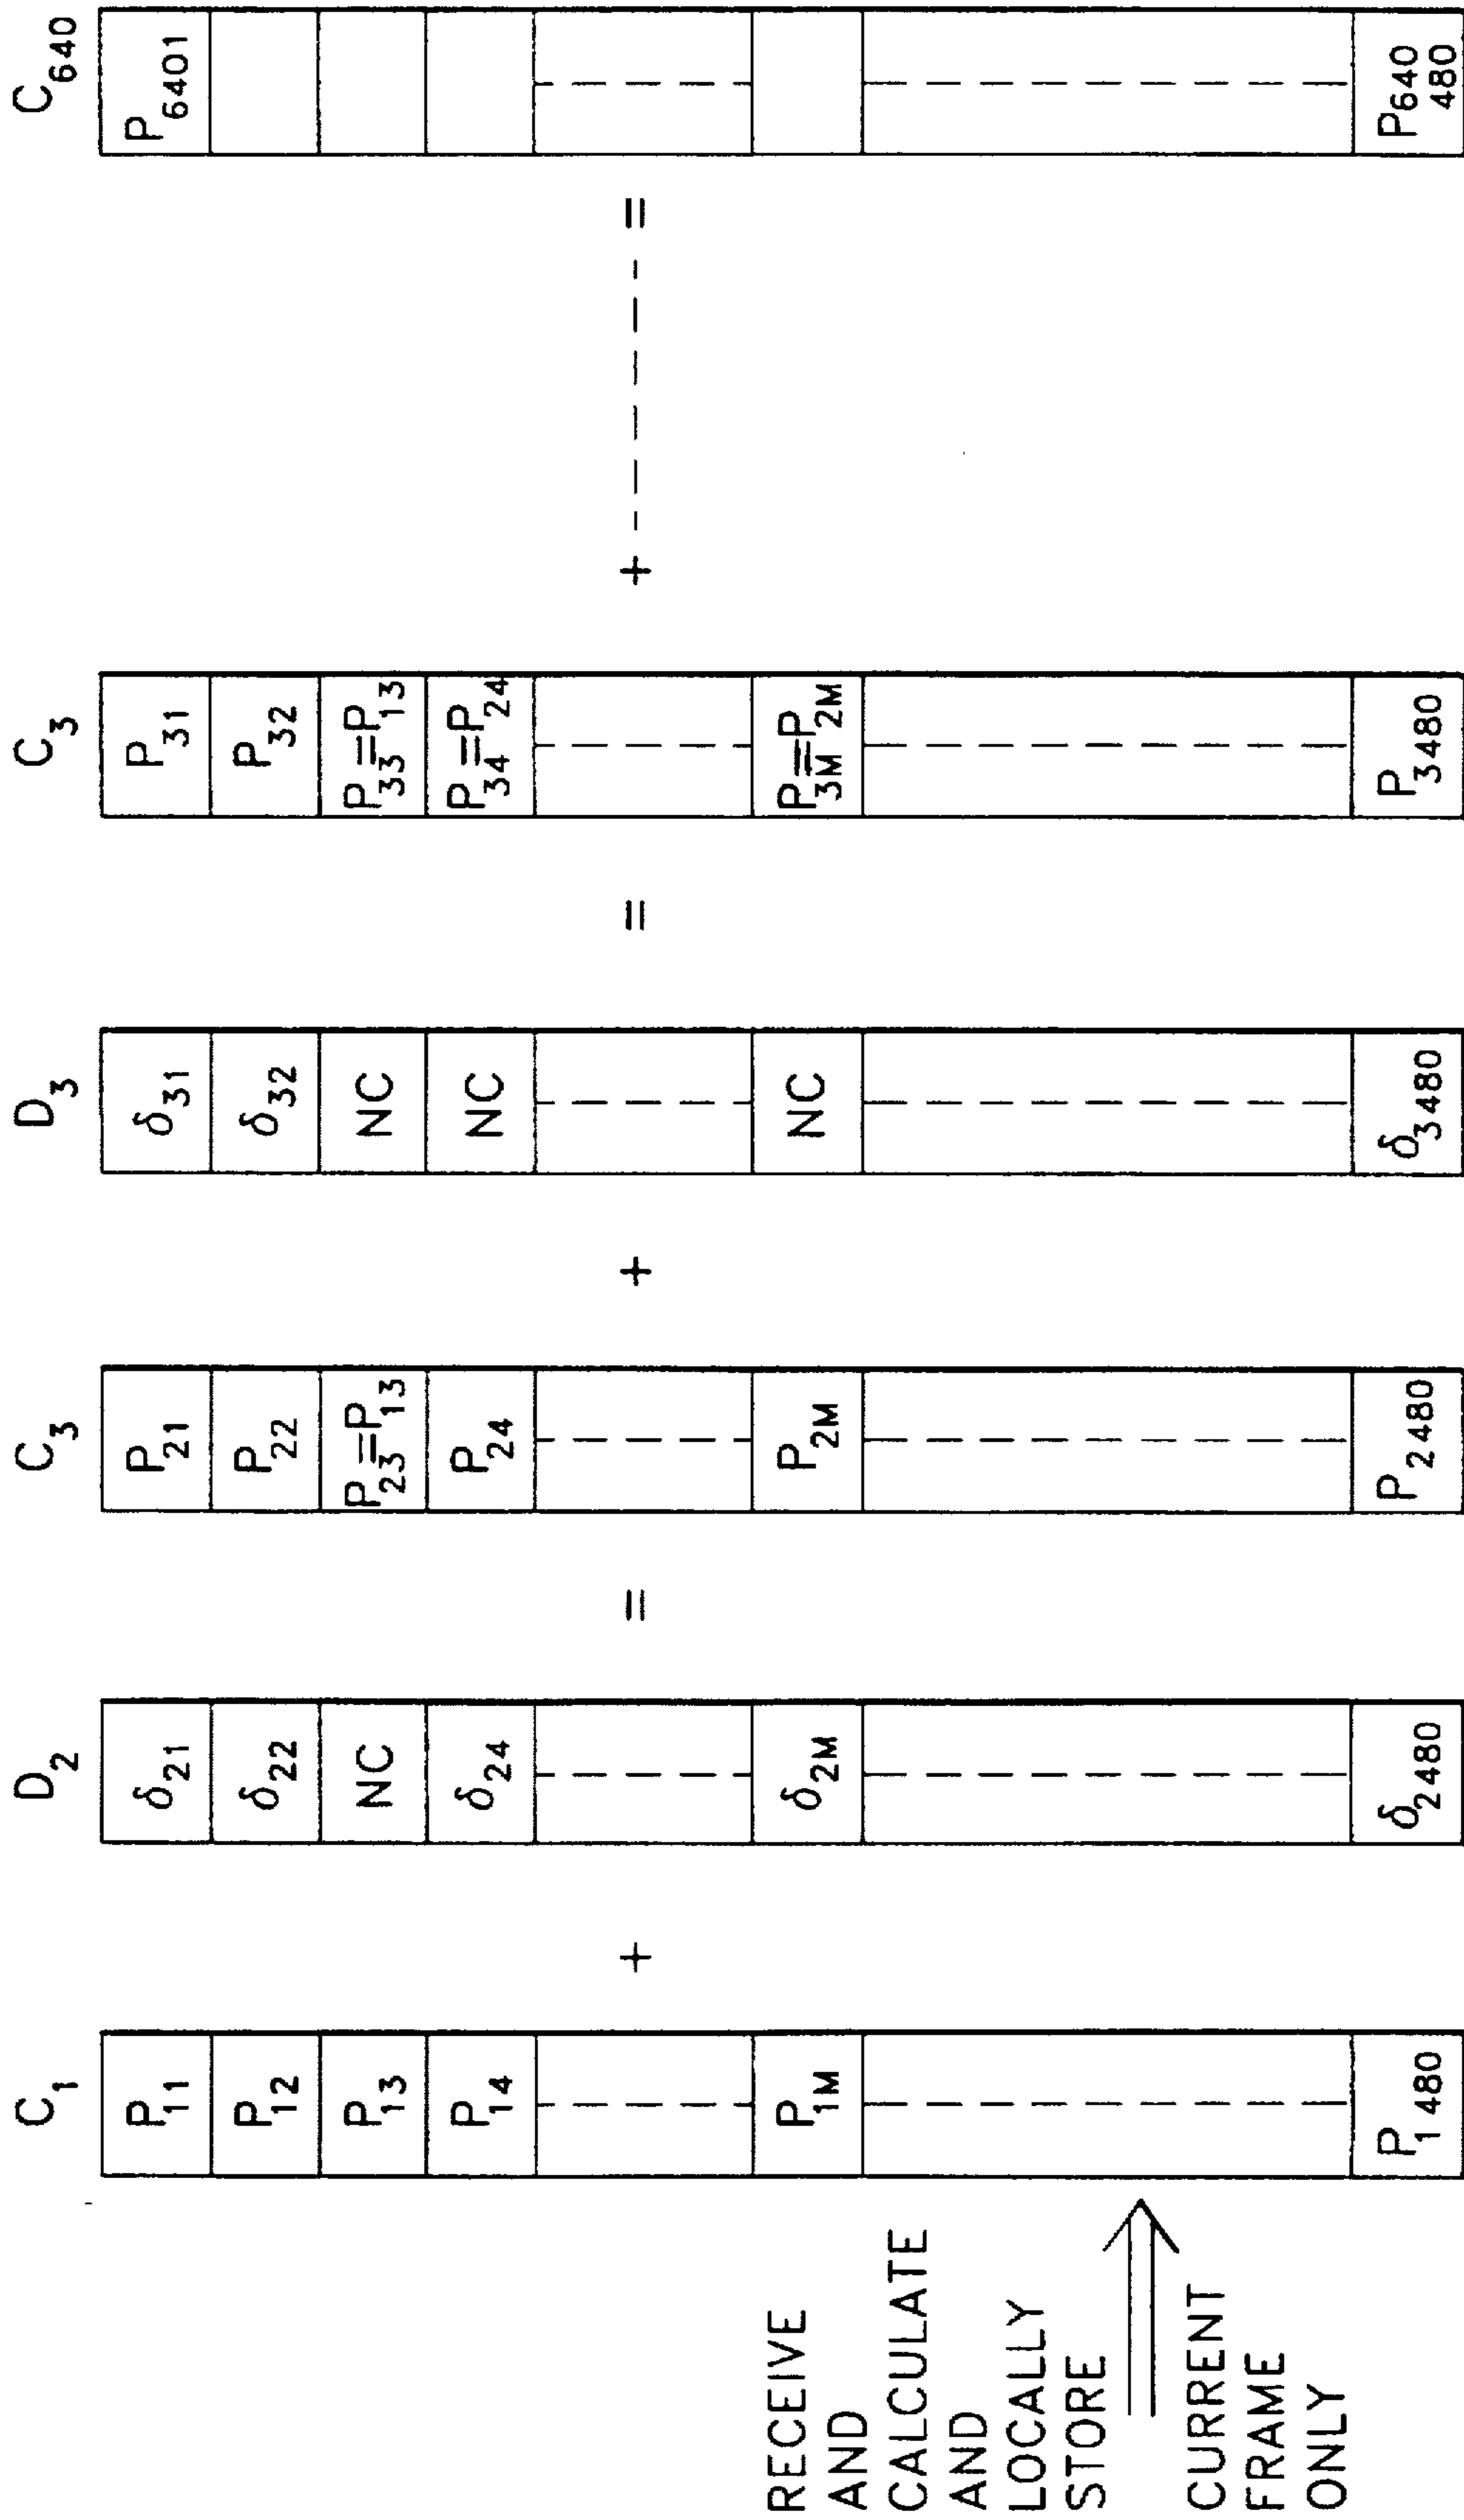 C1
P11
P12
P13
P14
P1M
P1480
+
D2
δ21
δ22
NC
δ24
δ2M
δ2480
=
C3
P21
P22
P23=P13
P24
P2M
P2480
+
D3
δ31
δ32
NC
NC
NC
δ3480
=
C3
P31
P32
P33=P13
P34=P24
P3M=P2M
P3480
+
=
C640
P6401
P640
480
RECEIVE
AND
CALCULATE
AND
LOCALLY
STORE
CURRENT
FRAME
ONLY